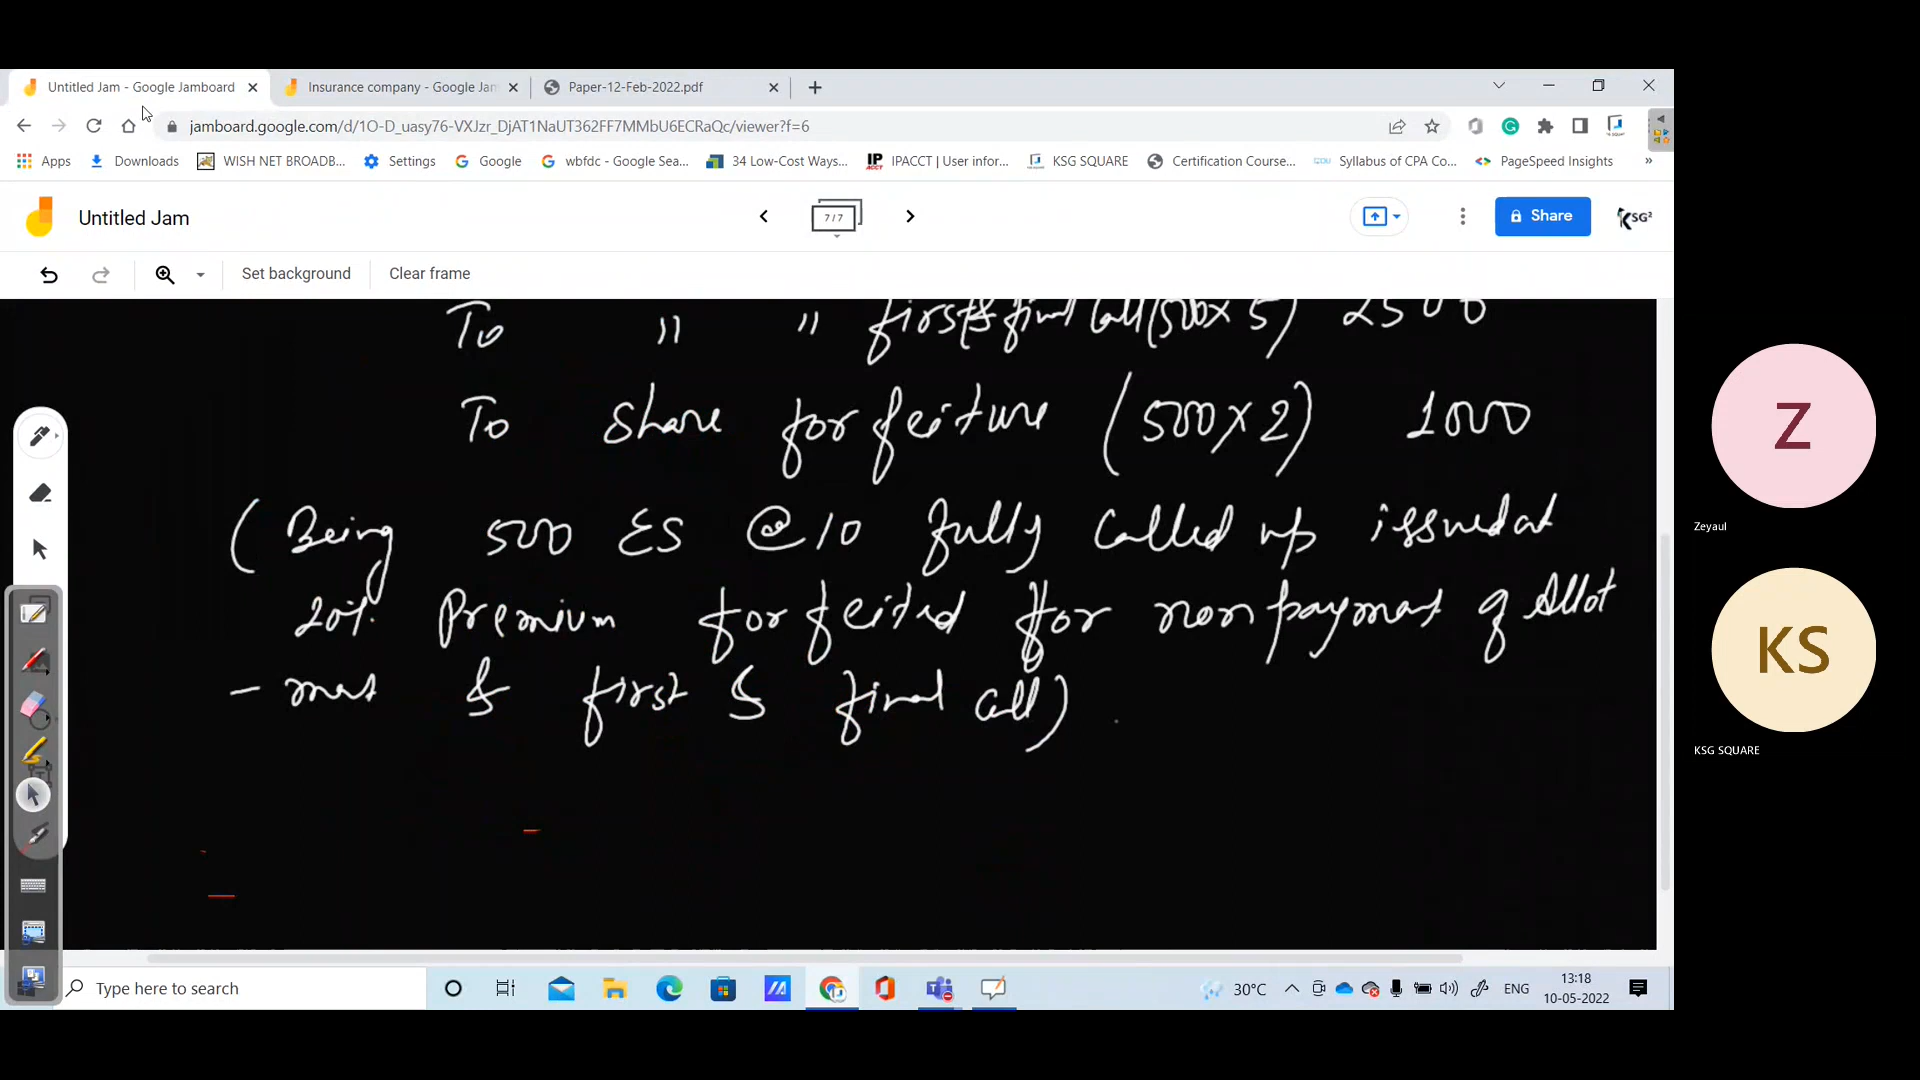 Untitled Jam - Google Jamboard
Insurance company - Google Jam
Paper-12-Feb-2022.pdf
jamboard.google.com/d/1O-D_uasy76-VXJzr_DjAT1NaUT362FF7MMbU6ECRaQc/viewer?f=6
Apps Downloads WISH NET BROADB... Settings Google wbfdc - Google Sea... 34 Low-Cost Ways... IPACCT | User infor... KSG SQUARE Certification Course... Syllabus of CPA Co... PageSpeed Insights »
Untitled Jam
7 / 7
Share
KSG²
Set background Clear frame
To " " first & final Call (500 x 5) 2500
To Share forfeiture (500 x 2) 1000
(Being 500 ES @ 10 fully Called up issued at
20% Premium forfeited for non payment of Allot
- ment & first & final Call)
Z
Zeyaul
KS
KSG SQUARE
Type here to search
30°C
ENG
13:18
10-05-2022